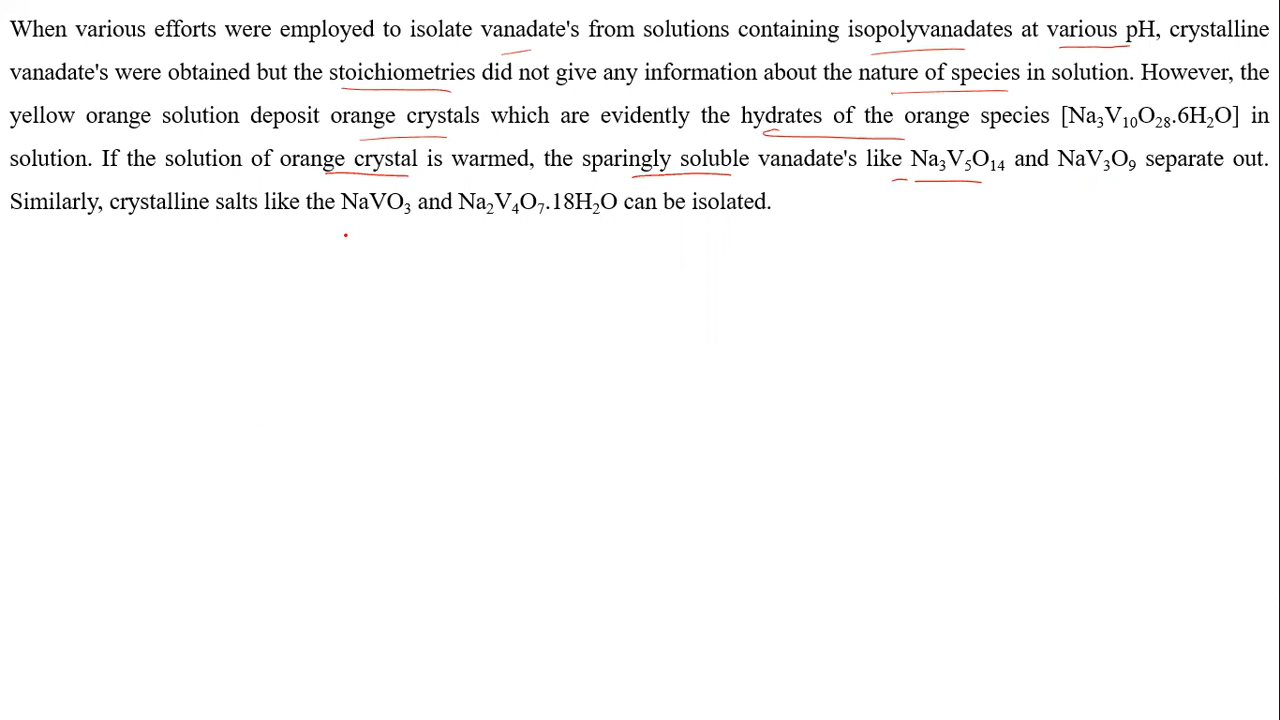 When various efforts were employed to isolate vanadate's from solutions containing isopolyvanadates at various pH, crystalline
vanadate's were obtained but the stoichiometries did not give any information about the nature of species in solution. However, the
yellow orange solution deposit orange crystals which are evidently the hydrates of the orange species [Na₃V₁₀O₂₈.6H₂O] in
solution. If the solution of orange crystal is warmed, the sparingly soluble vanadate's like Na₃V₅O₁₄ and NaV₃O₉ separate out.
Similarly, crystalline salts like the NaVO₃ and Na₂V₄O₇.18H₂O can be isolated.